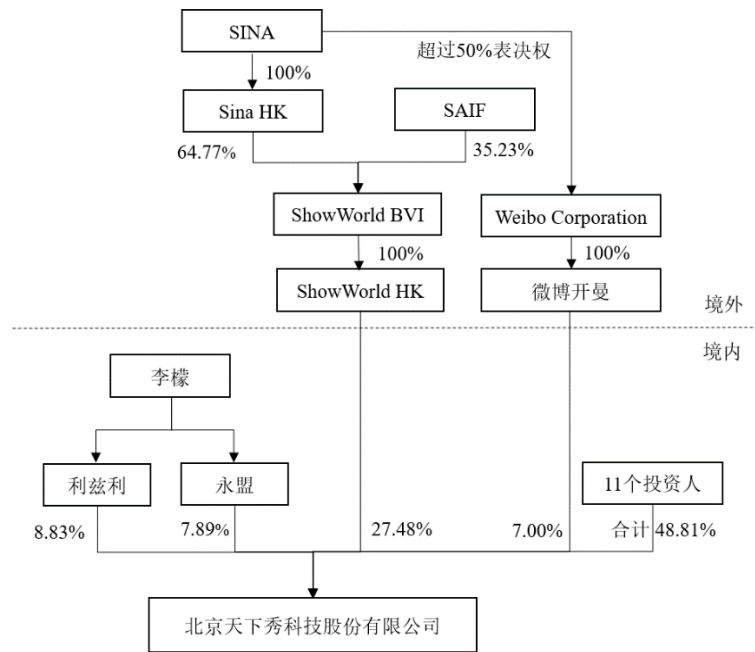 SINA
超过50%表决权
100%
Sina HK
SAIF
64.77%
35.23%
ShowWorld BVI
Weibo Corporation
100%
100%
ShowWorld HK
微博开曼
境外
境内
李檬
利兹利
永盟
11个投资人
8.83%
7.89%
27.48%
7.00%
合计 48.81%
北京天下秀科技股份有限公司